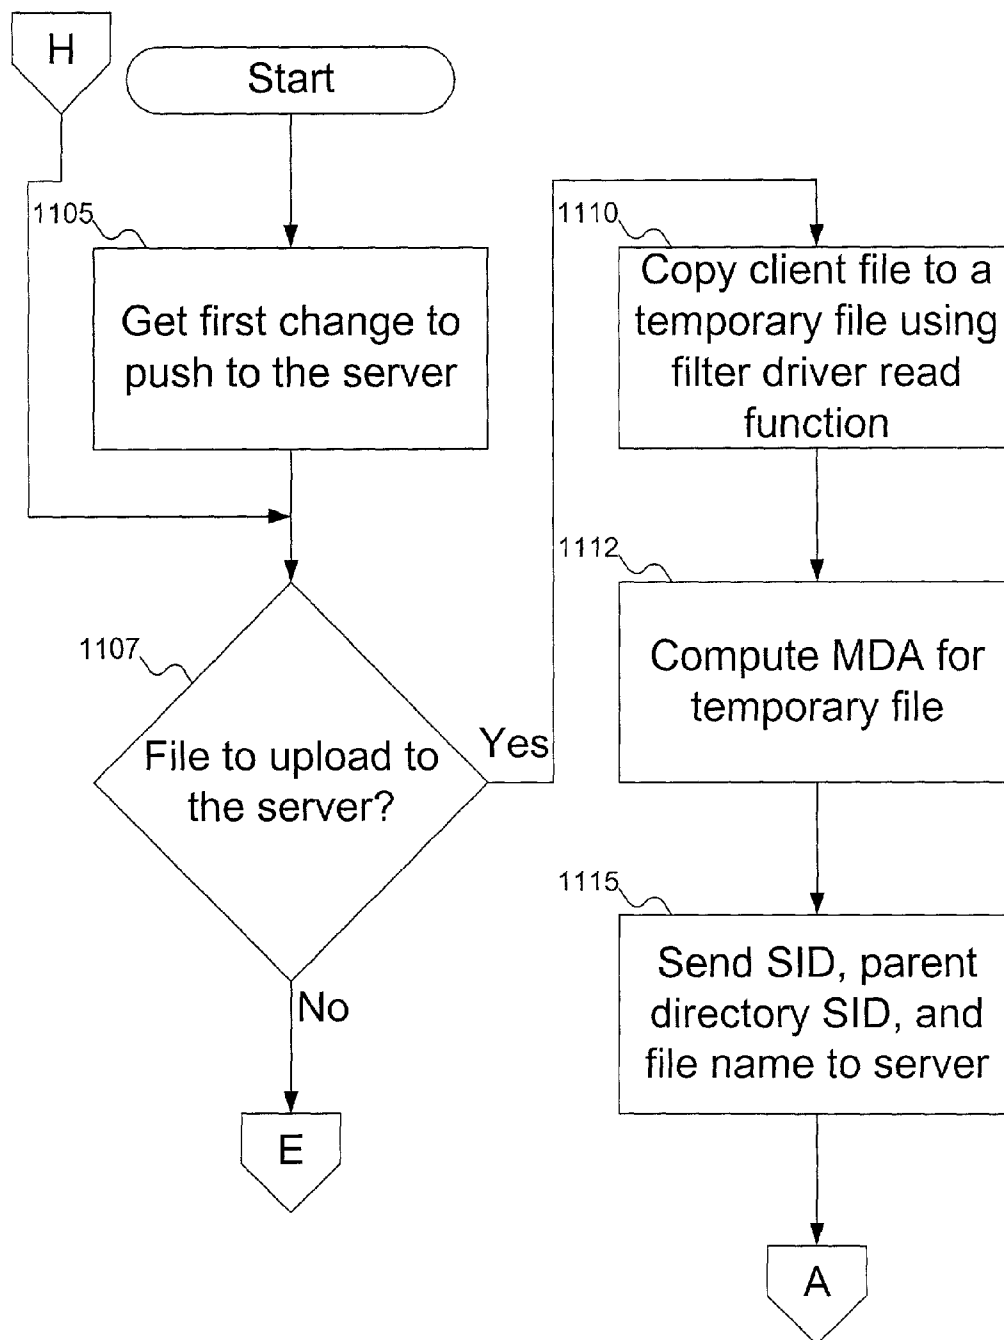 H
Start
1105
Get first change to
push to the server
1107
File to upload to
the server?
Yes
No
E
1110
Copy client file to a
temporary file using
filter driver read
function
1112
Compute MDA for
temporary file
1115
Send SID, parent
directory SID, and
file name to server
A